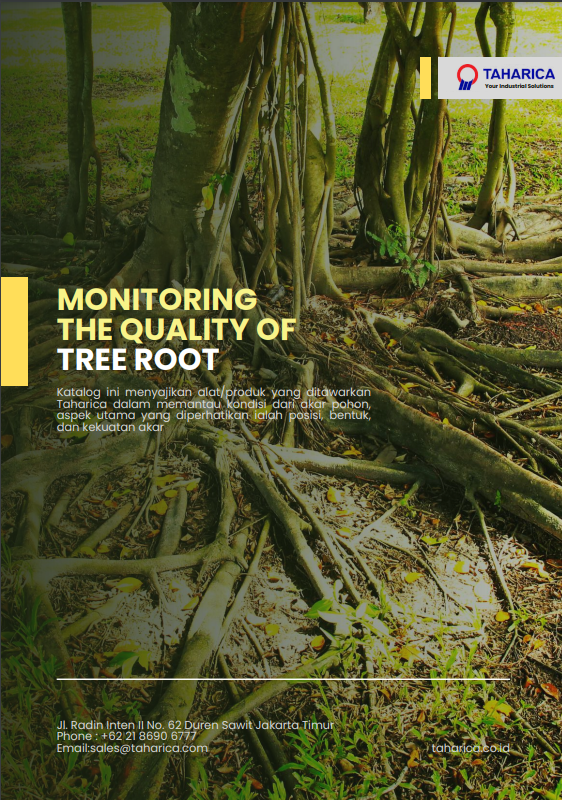 TAHARICA
Your Industrial Solutions
MONITORING
THE QUALITY OF
TREE ROOT
Katalog ini menyajikan alat/produk yang ditawarkan
Taharica dalam memantau kondisi dari akar pohon,
aspek utama yang diperhatikan ialah posisi, bentuk,
dan kekuatan akar
Jl. Radin Inten II No. 62 Duren Sawit Jakarta Timur
Phone : +62 21 8690 6777
Email:sales@taharica.com
taharica.co.id